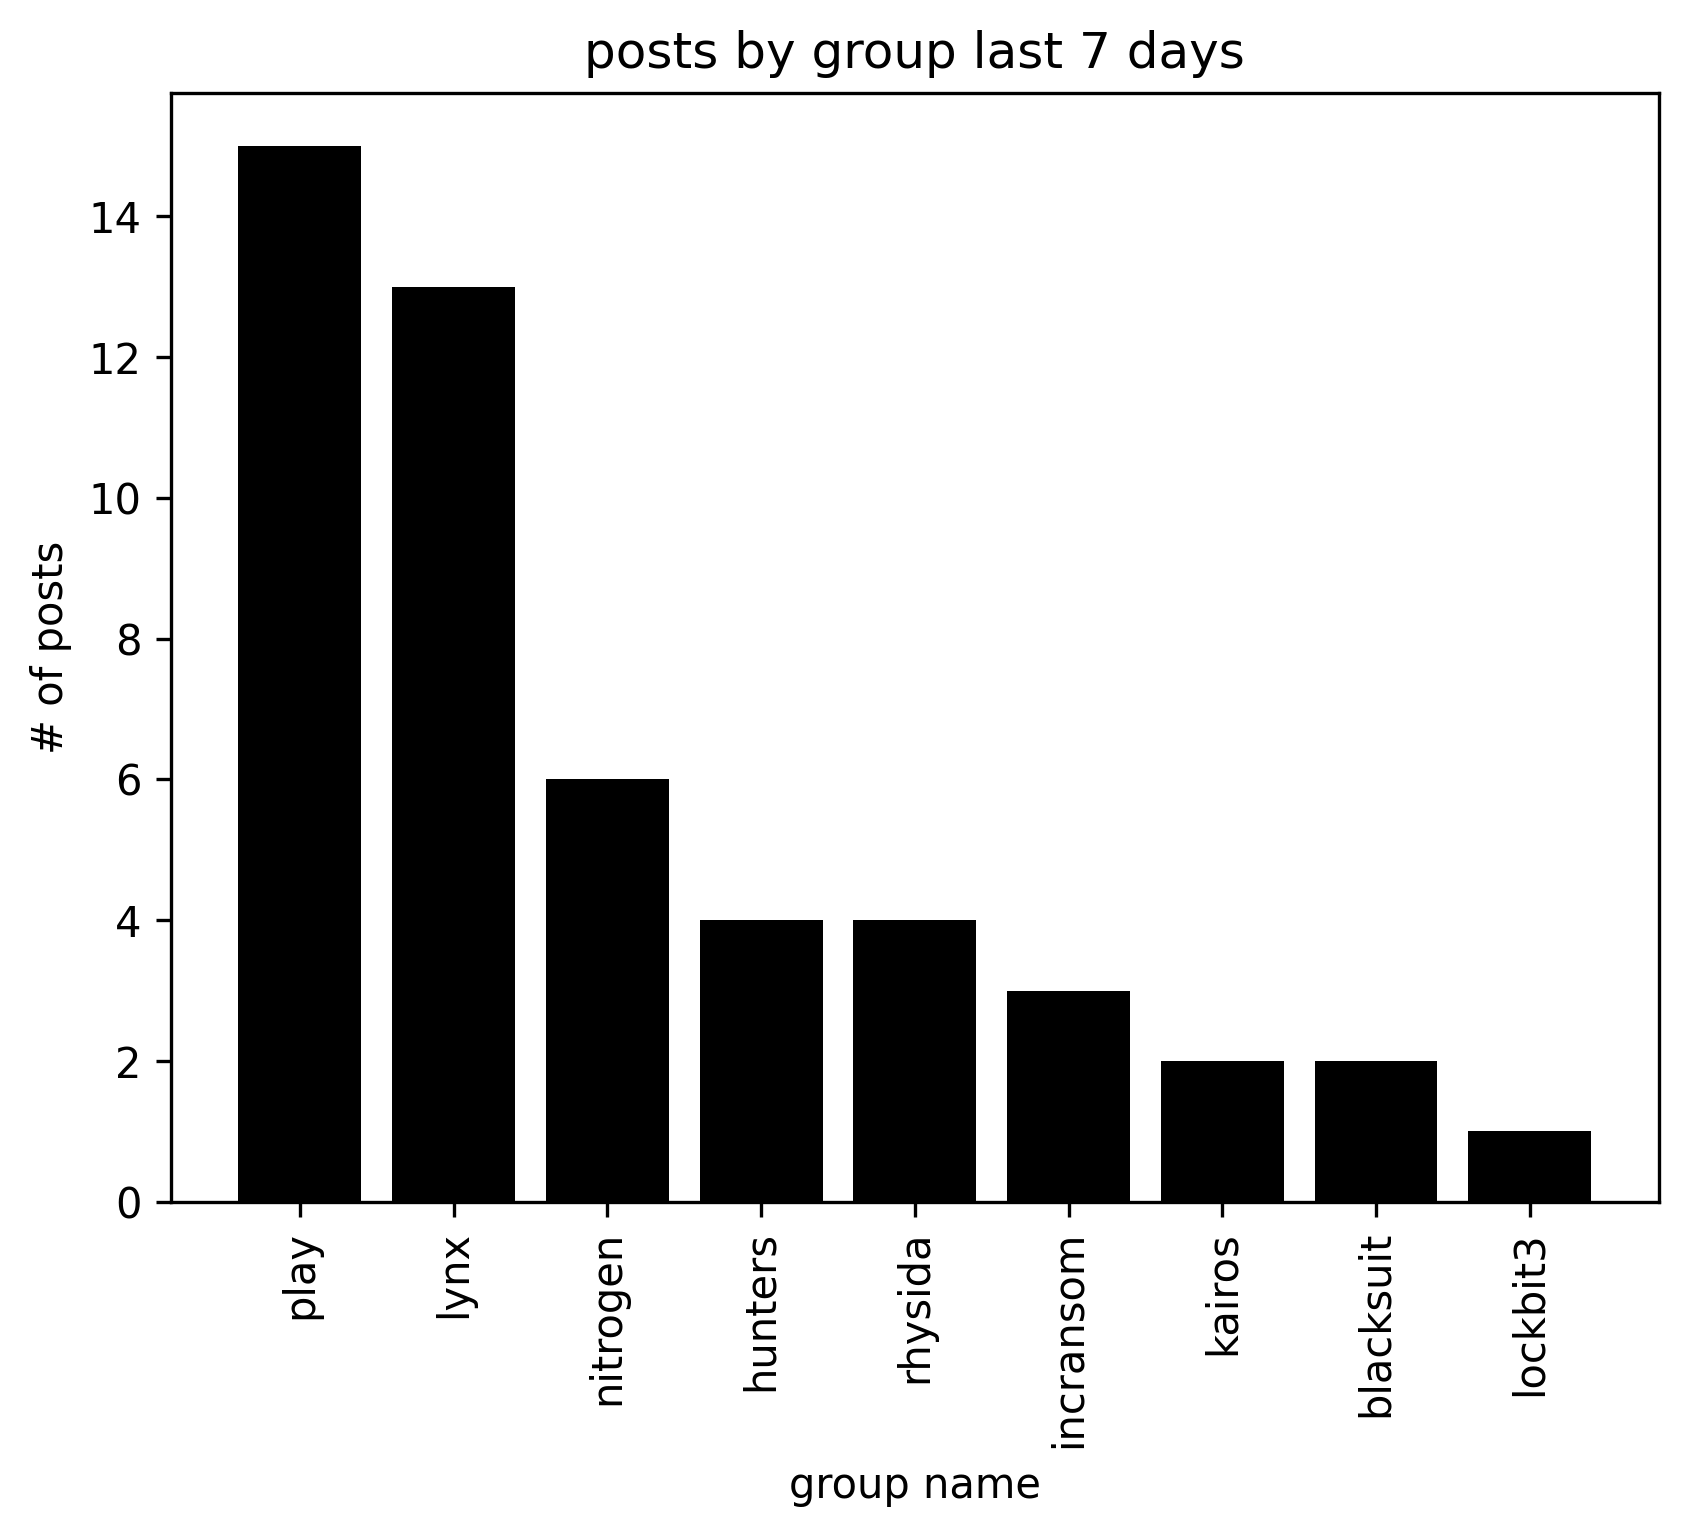 posts by group last 7 days
# of posts
14
12
10
8
6
4
2
0
play
lynx
nitrogen
hunters
rhysida
incransom
kairos
blacksuit
lockbit3
group name